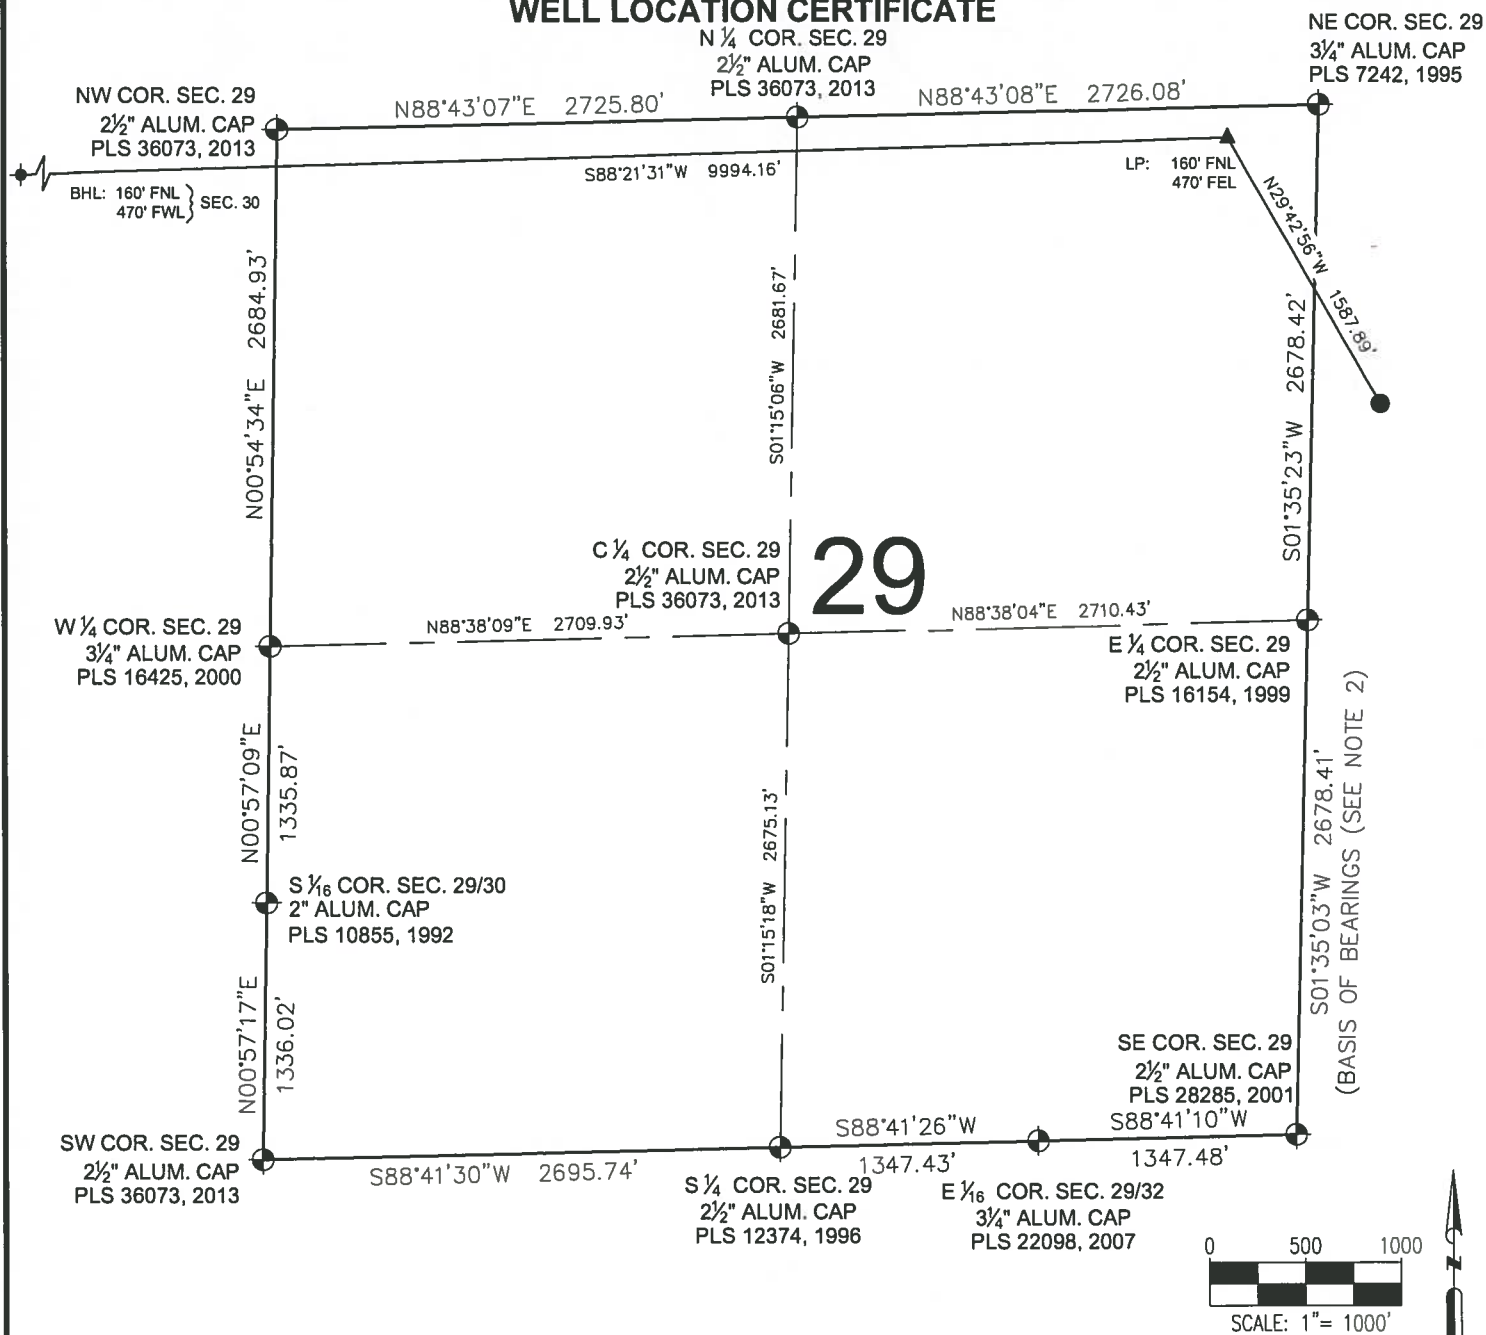 WELL LOCATION CERTIFICATE
N ¼ COR. SEC. 29
2½" ALUM. CAP
PLS 36073, 2013
NE COR. SEC. 29
3¼" ALUM. CAP
PLS 7242, 1995
NW COR. SEC. 29
2½" ALUM. CAP
PLS 36073, 2013
N88°43'07"E 2725.80'
N88°43'08"E 2726.08'
S88°21'31"W 9994.16'
LP: 160' FNL
470' FEL
BHL: 160' FNL
470' FWL
SEC. 30
N29°42'56"W 1587.89'
N00°54'34"E 2684.93'
S01°15'06"W 2681.67'
S01°35'23"W 2678.42'
C ¼ COR. SEC. 29
2½" ALUM. CAP
PLS 36073, 2013
29
W ¼ COR. SEC. 29
3¼" ALUM. CAP
PLS 16425, 2000
N88°38'09"E 2709.93'
N88°38'04"E 2710.43'
E ¼ COR. SEC. 29
2½" ALUM. CAP
PLS 16154, 1999
N00°57'09"E
1335.87'
S01°15'18"W 2675.13'
S01°35'03"W 2678.41'
(BASIS OF BEARINGS (SEE NOTE 2)
S 1⁄16 COR. SEC. 29/30
2" ALUM. CAP
PLS 10855, 1992
N00°57'17"E
1336.02'
SE COR. SEC. 29
2½" ALUM. CAP
PLS 28285, 2001
SW COR. SEC. 29
2½" ALUM. CAP
PLS 36073, 2013
S88°41'30"W 2695.74'
S88°41'26"W
1347.43'
S88°41'10"W
1347.48'
S ¼ COR. SEC. 29
2½" ALUM. CAP
PLS 12374, 1996
E 1⁄16 COR. SEC. 29/32
3¼" ALUM. CAP
PLS 22098, 2007
0 500 1000
SCALE: 1"= 1000'
N